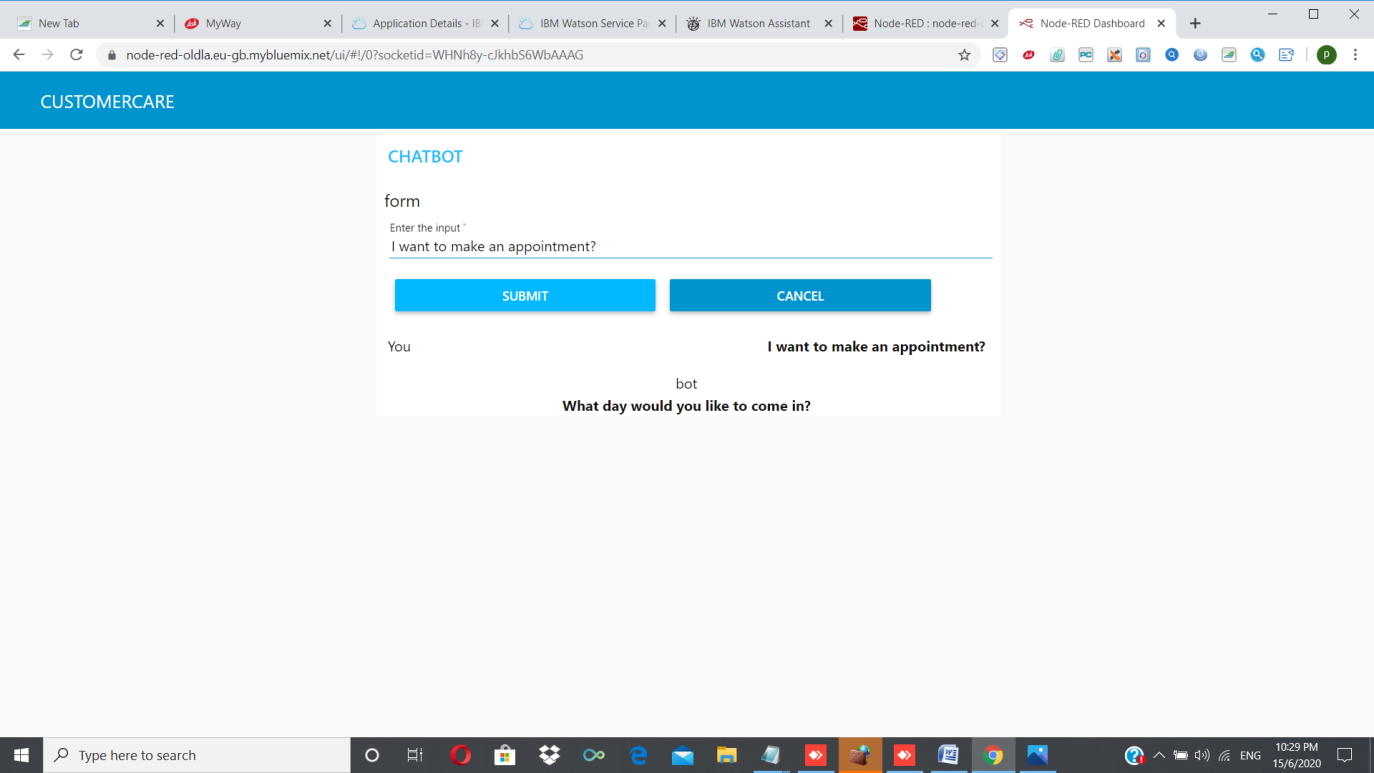 New Tab
MyWay
Application Details - IB
IBM Watson Service Pa
IBM Watson Assistant
Node-RED : node-red-
Node-RED Dashboard
node-red-oldla.eu-gb.mybluemix.net/ui/#!/0?socketid=WHNh8y-cJkhbS6WbAAAG
CUSTOMERCARE
CHATBOT
form
Enter the input *
I want to make an appointment?
SUBMIT
CANCEL
You
I want to make an appointment?
bot
What day would you like to come in?
Type here to search
ENG
10:29 PM
15/6/2020